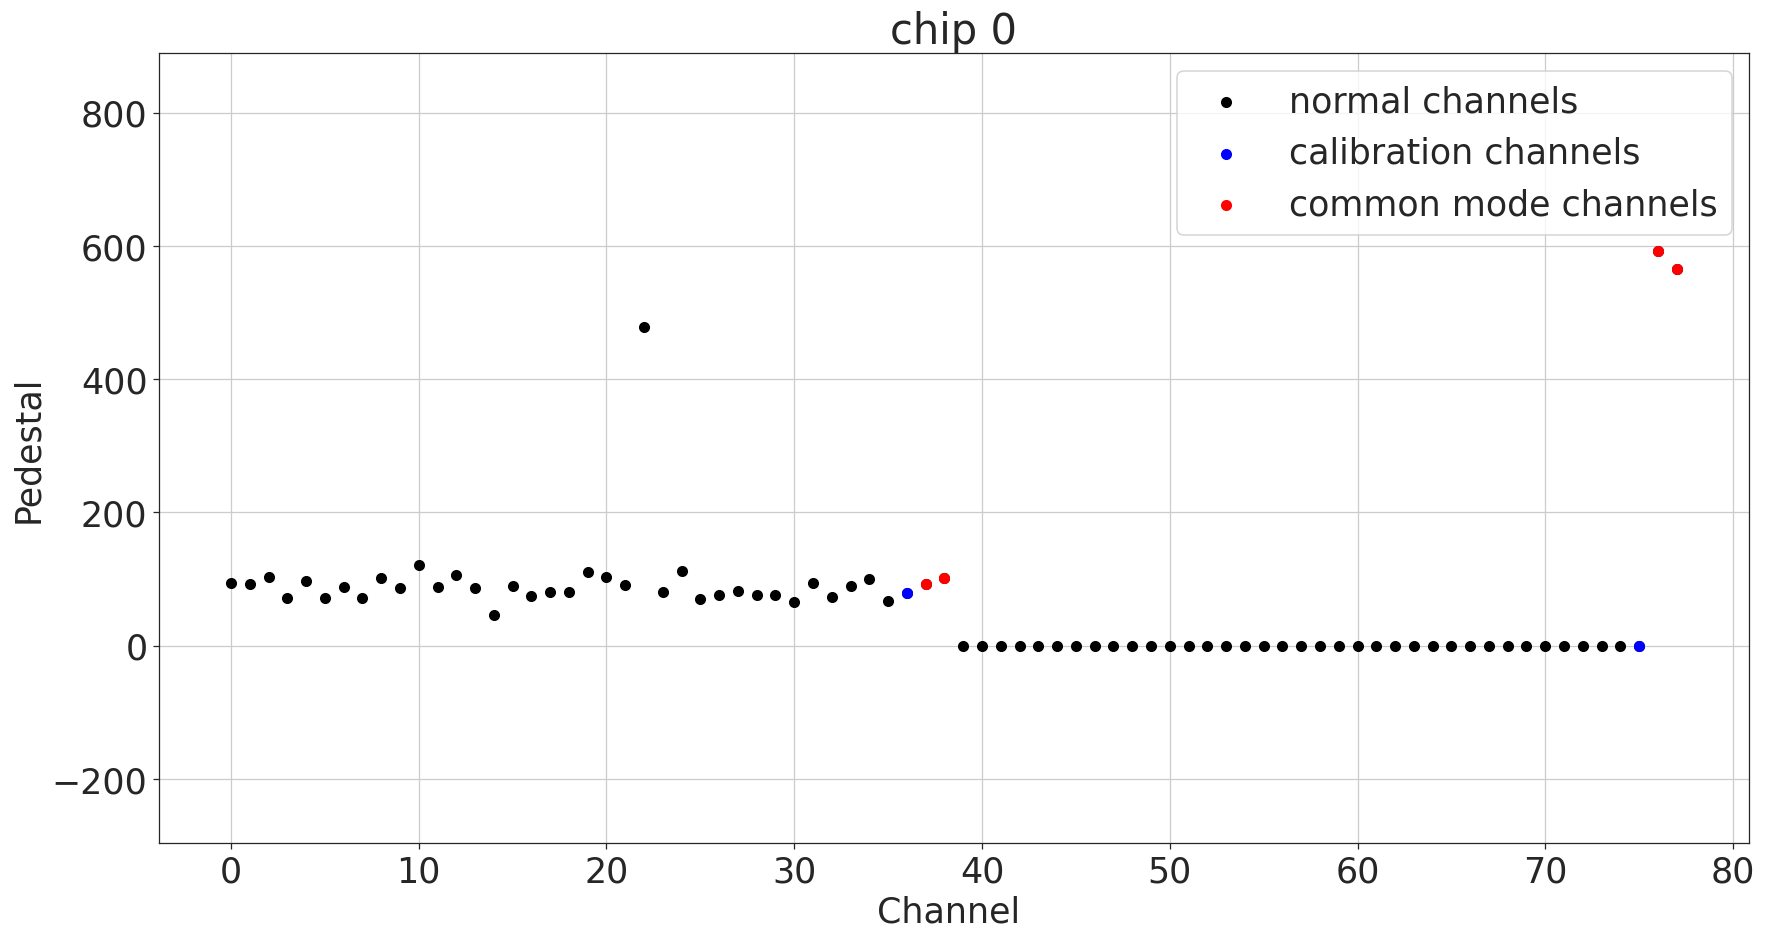 chip 0
800
600
400
200
0
−200
Pedestal
normal channels
calibration channels
common mode channels
0 10 20 30 40 50 60 70 80
Channel